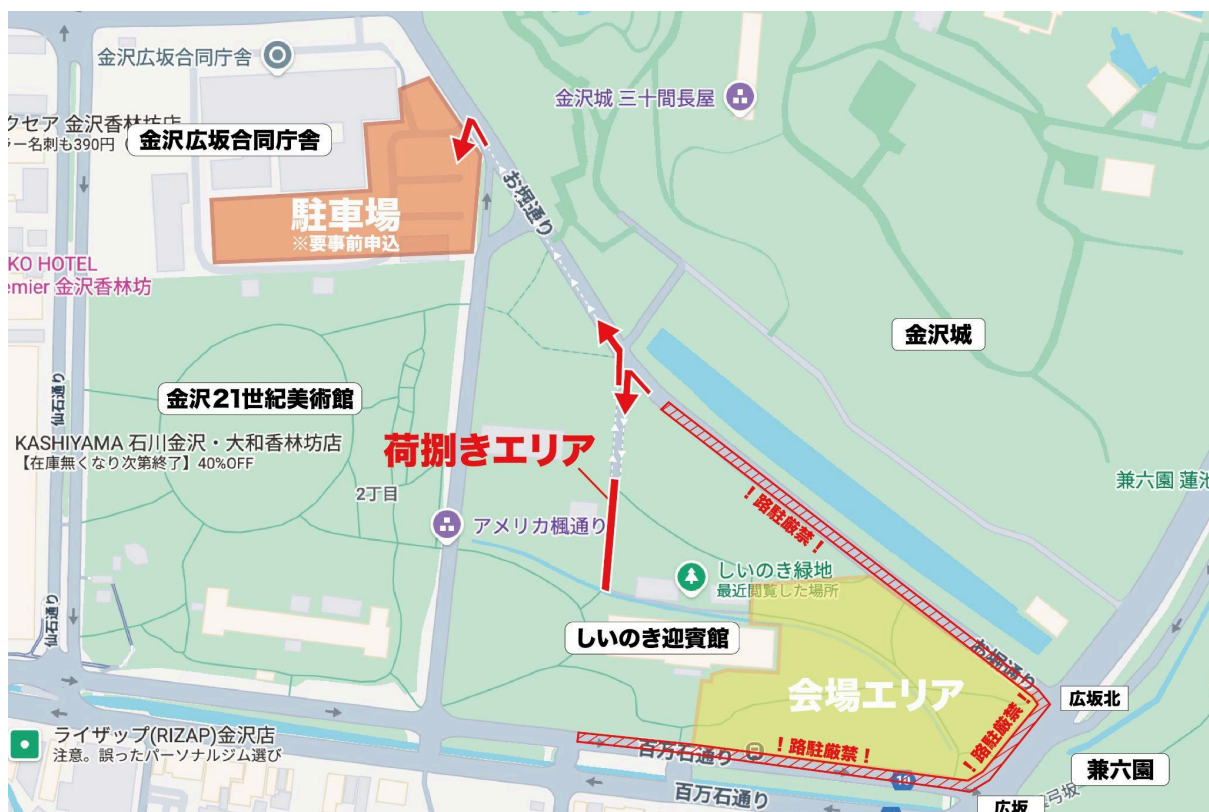 金沢広坂合同庁舎
クセア 金沢香林坊店
ラー名刺も390円（
金沢広坂合同庁舎
金沢城 三十間長屋
駐車場
※要事前申込
お堀通り
KO HOTEL
emier 金沢香林坊
金沢城
仙石通り
金沢21世紀美術館
KASHIYAMA 石川金沢・大和香林坊店
【在庫無くなり次第終了】40%OFF
荷捌きエリア
2丁目
兼六園 蓮池
！路駐厳禁！
アメリカ楓通り
しいのき緑地
最近閲覧した場所
仙石通り
しいのき迎賓館
お堀通り
会場エリア
広坂北
！路駐厳禁！
ライザップ(RIZAP)金沢店
注意。誤ったパーソナルジム選び
百万石通り
！路駐厳禁！
10
兼六園
百万石通り
広坂
弓坂